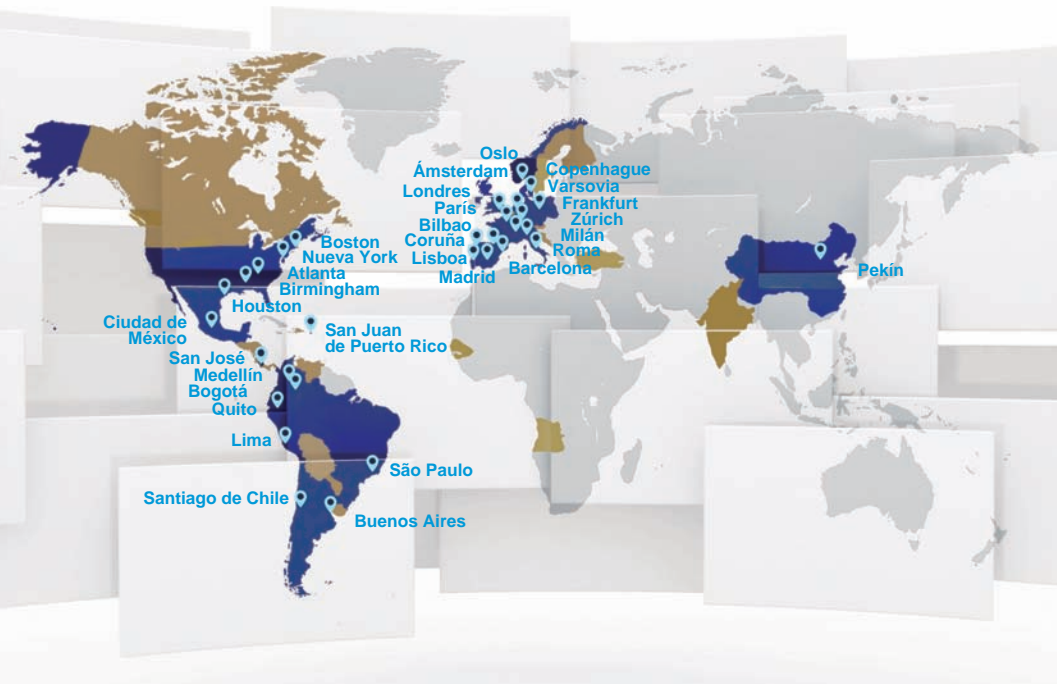 Oslo
Ámsterdam
Copenhague
Varsovia
Londres
Frankfurt
París
Zúrich
Bilbao
Milán
Coruña
Roma
Lisboa
Barcelona
Madrid
Boston
Nueva York
Atlanta
Birmingham
Houston
Pekín
Ciudad de
México
San Juan
de Puerto Rico
San José
Medellín
Bogotá
Quito
Lima
São Paulo
Santiago de Chile
Buenos Aires